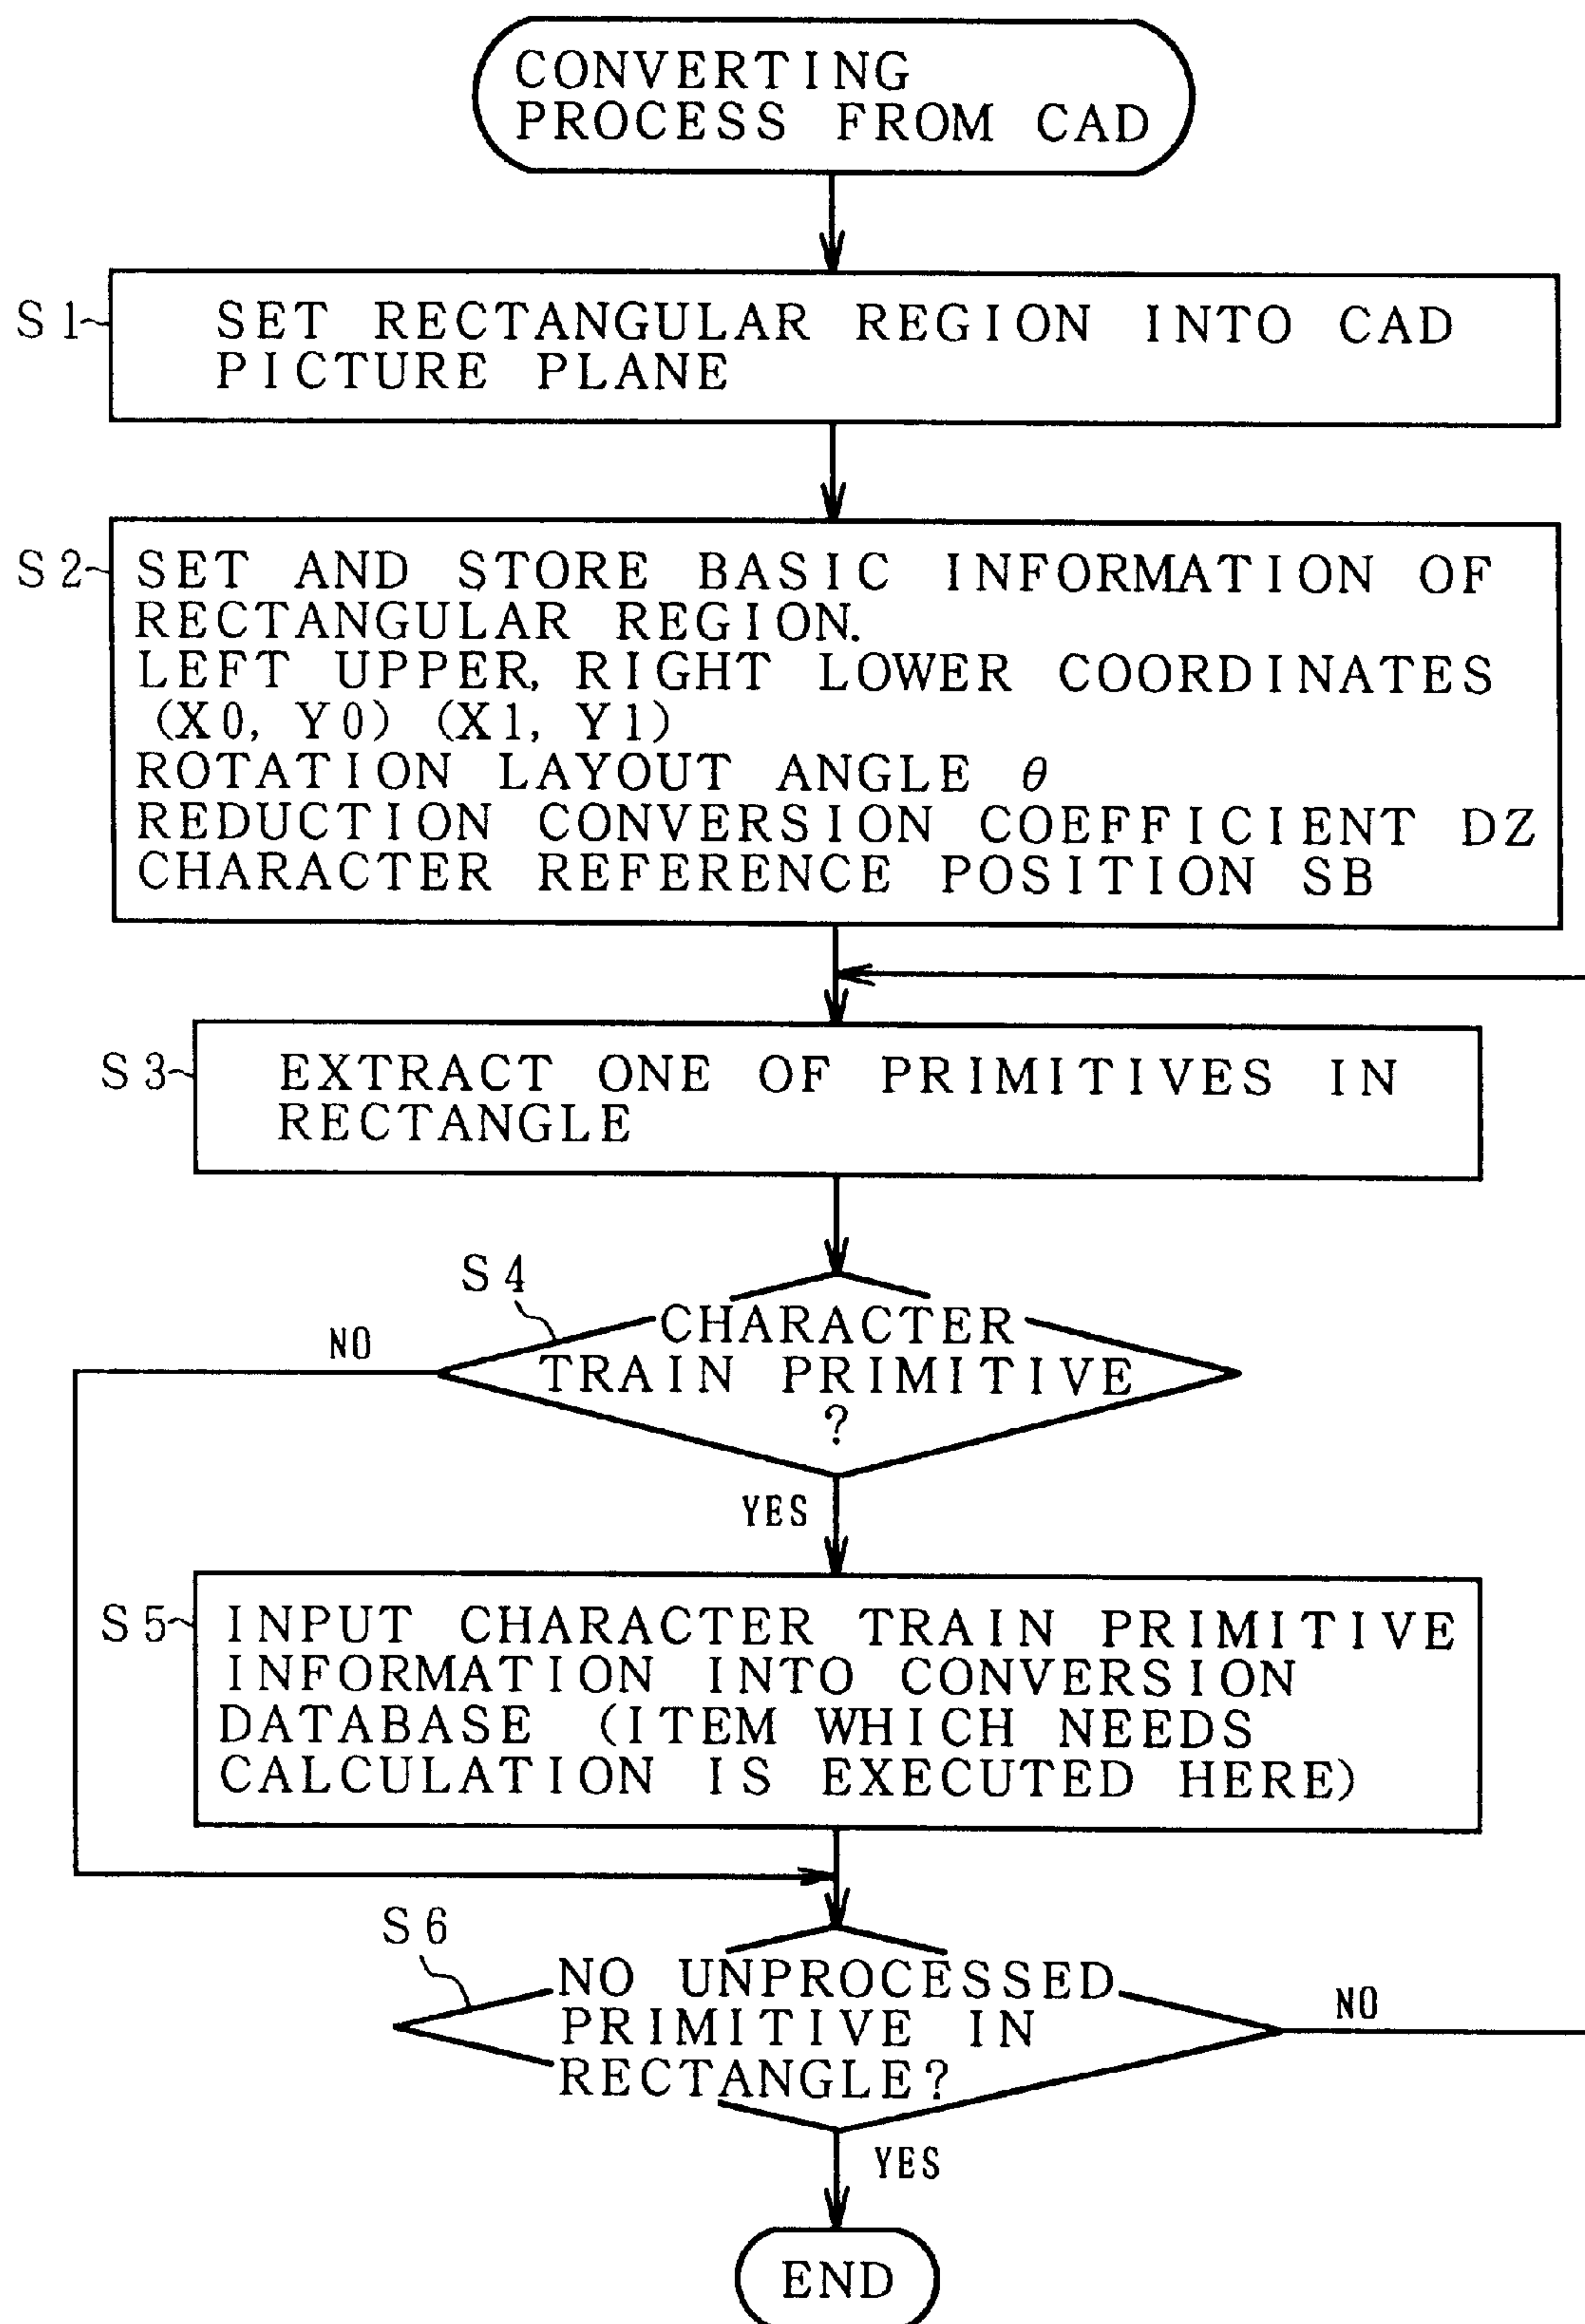 CONVERTING
PROCESS FROM CAD
S1
SET RECTANGULAR REGION INTO CAD
PICTURE PLANE
S2
SET AND STORE BASIC INFORMATION OF
RECTANGULAR REGION.
LEFT UPPER, RIGHT LOWER COORDINATES
(X0, Y0) (X1, Y1)
ROTATION LAYOUT ANGLE θ
REDUCTION CONVERSION COEFFICIENT DZ
CHARACTER REFERENCE POSITION SB
S3
EXTRACT ONE OF PRIMITIVES IN
RECTANGLE
S4
NO
CHARACTER
TRAIN PRIMITIVE
?
YES
S5
INPUT CHARACTER TRAIN PRIMITIVE
INFORMATION INTO CONVERSION
DATABASE (ITEM WHICH NEEDS
CALCULATION IS EXECUTED HERE)
S6
NO UNPROCESSED
PRIMITIVE IN
RECTANGLE?
NO
YES
END